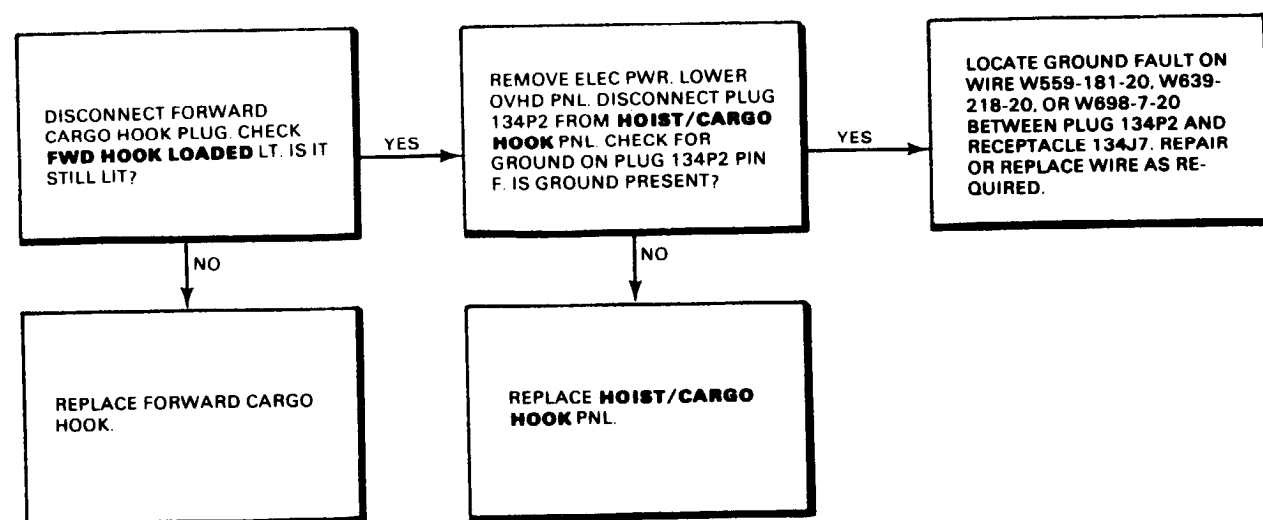 DISCONNECT FORWARD
CARGO HOOK PLUG. CHECK
FWD HOOK LOADED LT. IS IT
STILL LIT?
YES
REMOVE ELEC PWR. LOWER
OVHD PNL. DISCONNECT PLUG
134P2 FROM HOIST/CARGO
HOOK PNL. CHECK FOR
GROUND ON PLUG 134P2 PIN
F. IS GROUND PRESENT?
YES
LOCATE GROUND FAULT ON
WIRE W559-181-20, W639-
218-20, OR W698-7-20
BETWEEN PLUG 134P2 AND
RECEPTACLE 134J7. REPAIR
OR REPLACE WIRE AS RE-
QUIRED.
NO
NO
REPLACE FORWARD CARGO
HOOK.
REPLACE HOIST/CARGO
HOOK PNL.